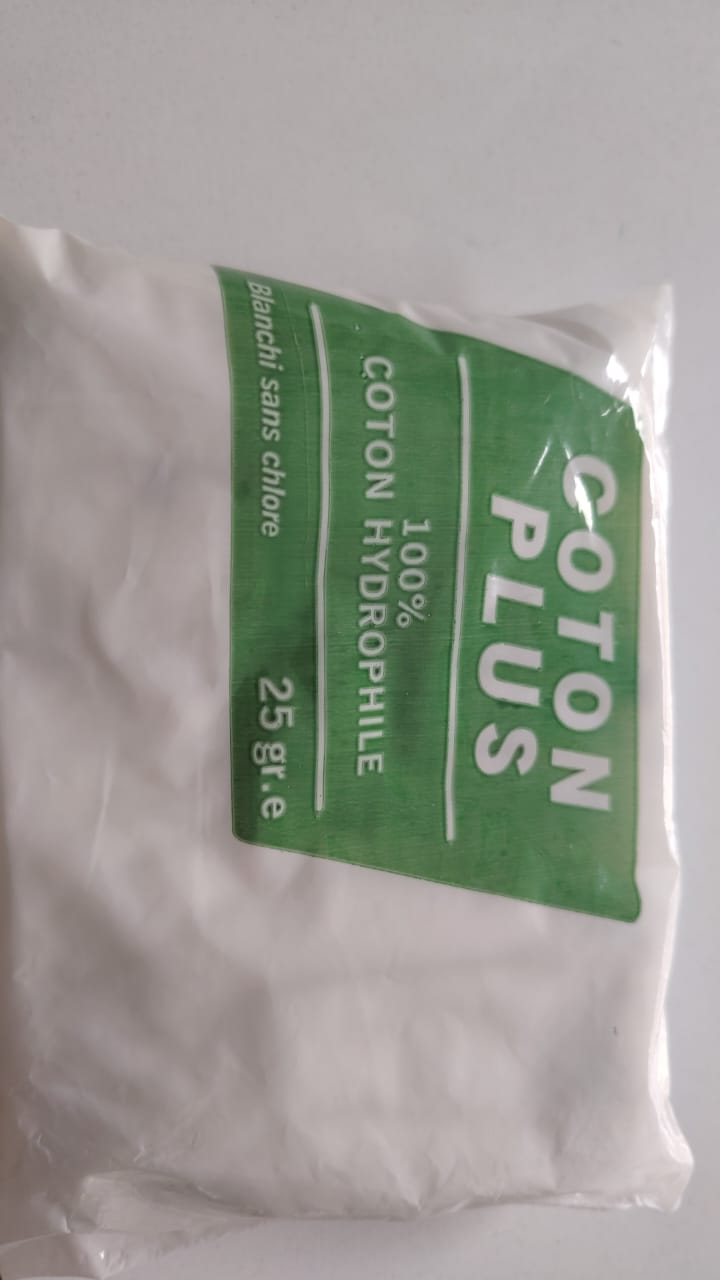 COTON
PLUS
100%
COTON HYDROPHILE
Blanchi sans chlore
25 gr.e